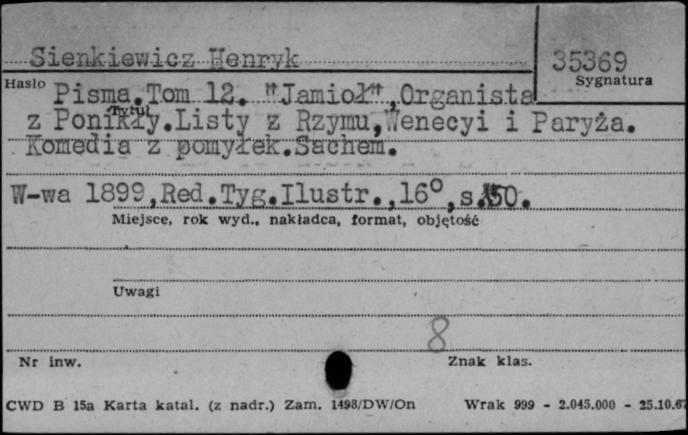 Sienkiewicz Henryk
35369
Hasło
Sygnatura
Pisma.Tom 12. "Jamioł",Organista
Tytuł
z Ponikły.Listy z Rzymu,Wenecyi i Paryża.
Komedia z pomyłek.Sachem.
W-wa 1899,Red.Tyg.Ilustr.,16°,s.150.
Miejsce, rok wyd., nakładca, format, objętość
Uwagi
8
Nr inw.
Znak klas.
CWD B 15a Karta katal. (z nadr.) Zam. 1498/DW/On
Wrak 999 - 2.045.000 - 25.10.67